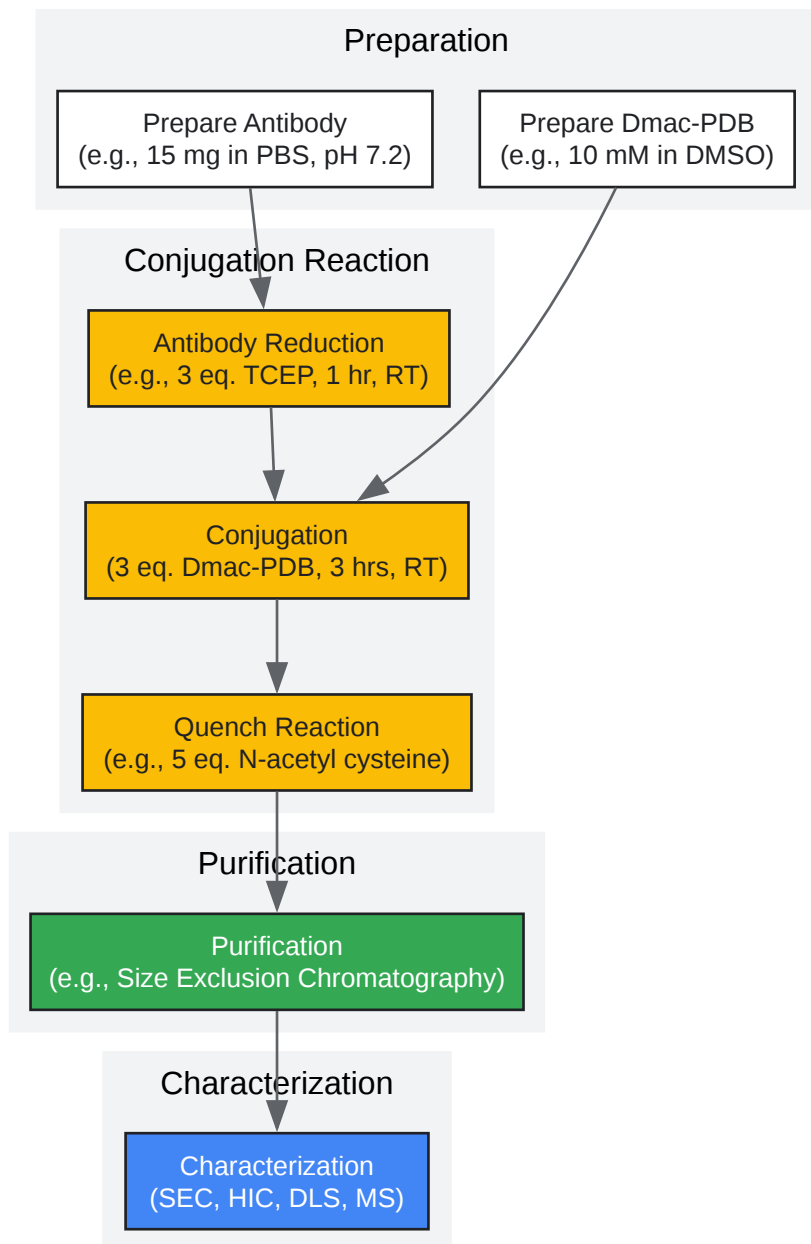 Preparation
Prepare Antibody
(e.g., 15 mg in PBS, pH 7.2)
Prepare Dmac-PDB
(e.g., 10 mM in DMSO)
Conjugation Reaction
Antibody Reduction
(e.g., 3 eq. TCEP, 1 hr, RT)
Conjugation
(3 eq. Dmac-PDB, 3 hrs, RT)
Quench Reaction
(e.g., 5 eq. N-acetyl cysteine)
Purification
Purification
(e.g., Size Exclusion Chromatography)
Characterization
Characterization
(SEC, HIC, DLS, MS)